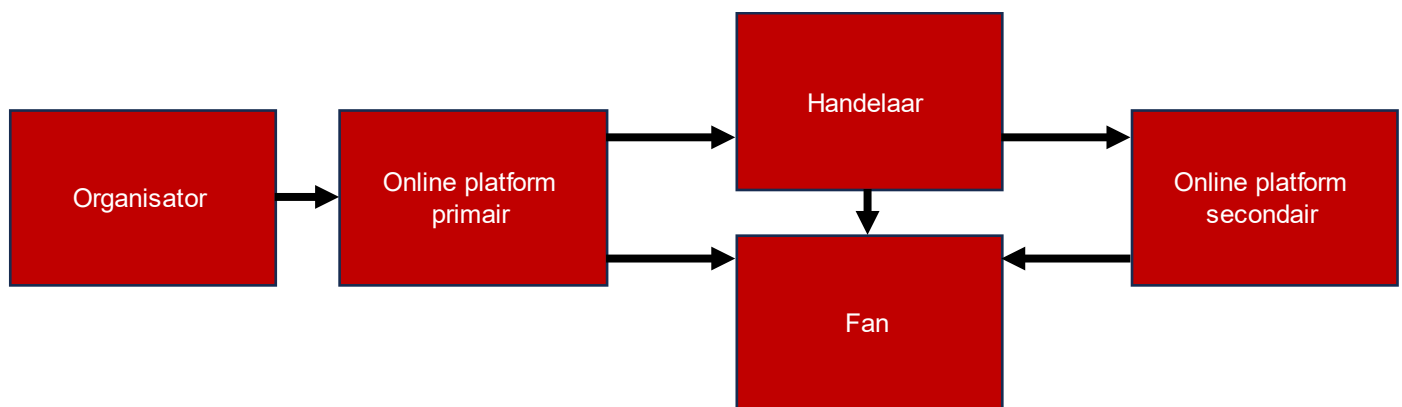 Organisator
Online platform
primair
Handelaar
Fan
Online platform
secondair